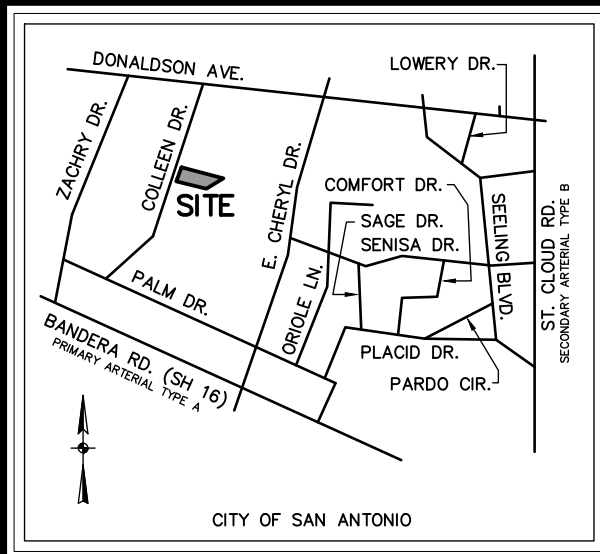 DONALDSON AVE.
LOWERY DR.
ZACHRY DR.
COLLEEN DR.
SITE
E. CHERYL DR.
COMFORT DR.
SAGE DR.
SENISA DR.
SEELING BLVD.
ST. CLOUD RD.
SECONDARY ARTERIAL TYPE B
ORIOLE LN.
PALM DR.
BANDERA RD. (SH 16)
PRIMARY ARTERIAL TYPE A
PLACID DR.
PARDO CIR.
CITY OF SAN ANTONIO